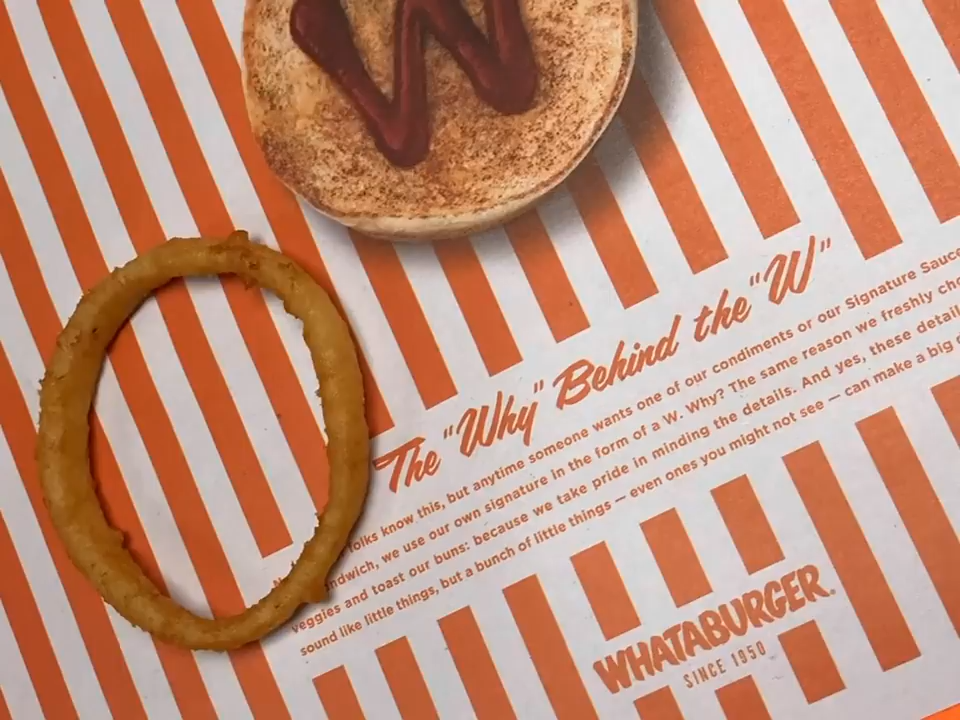 W
The "Why" Behind the "W"
folks know this, but anytime someone wants one of our condiments or our Signature Sauce
we use our own signature in the form of a W. Why? The same reason we freshly
veggies and toast our buns: because we take pride in minding the details. And yes, these
sound like little things, but a bunch of little things — even ones you might not see — can make a big
WHATABURGER®
SINCE 1950